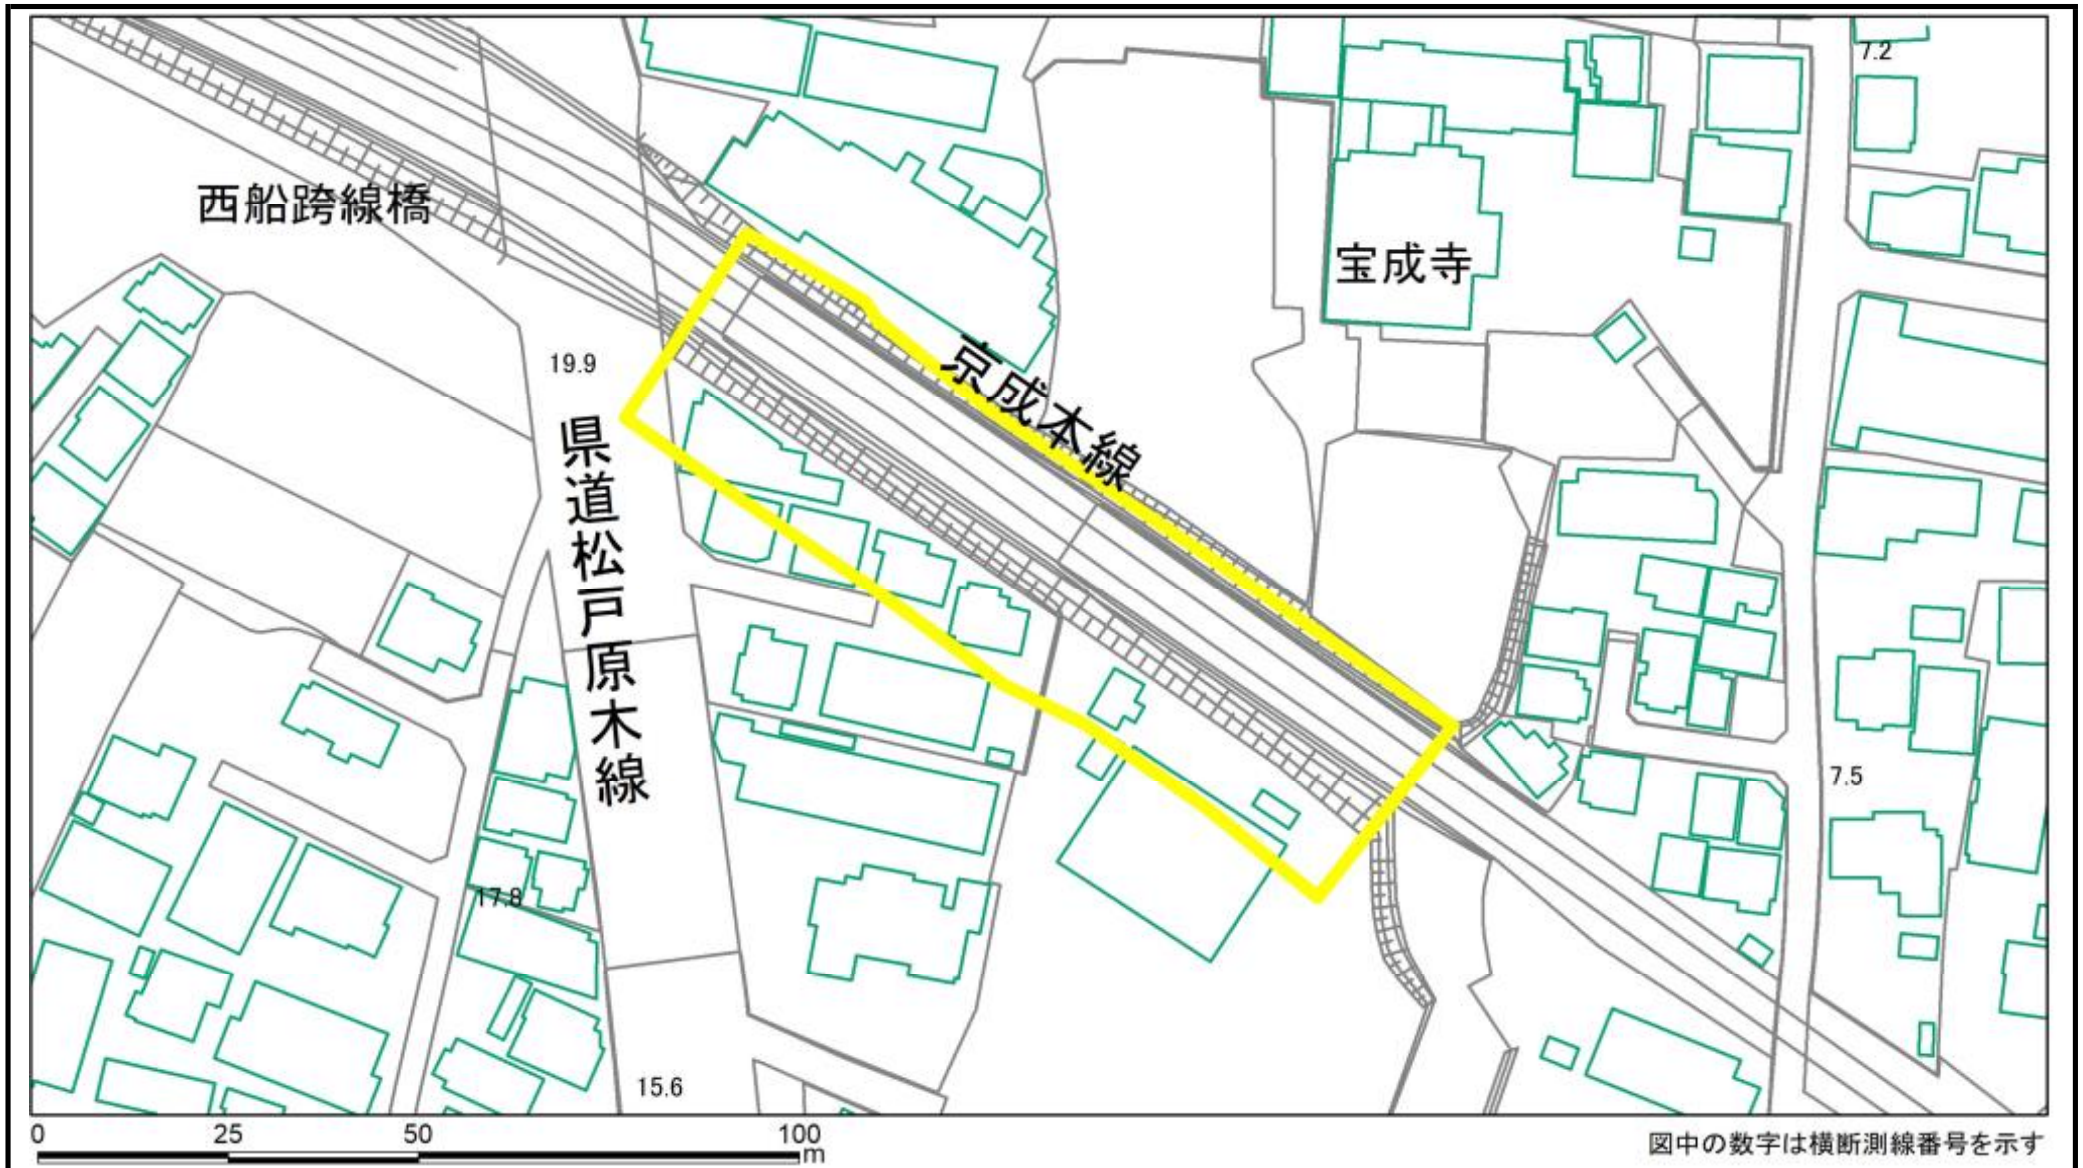 7.2
西船跨線橋
宝成寺
19.9
京成本線
県道松戸原木線
7.5
17.8
15.6
0 25 50 100
m
図中の数字は横断測線番号を示す